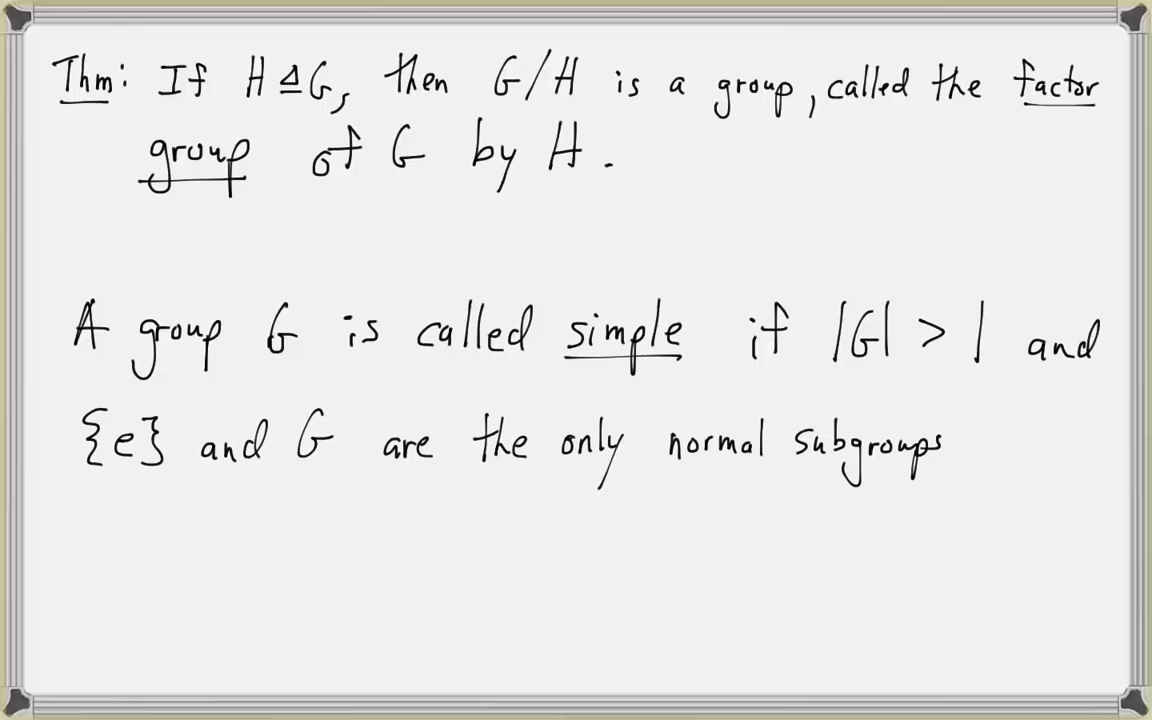 Thm: If H ⊴ G, then G/H is a group, called the factor
group of G by H.
A group G is called simple if |G| > 1 and
{e} and G are the only normal subgroups